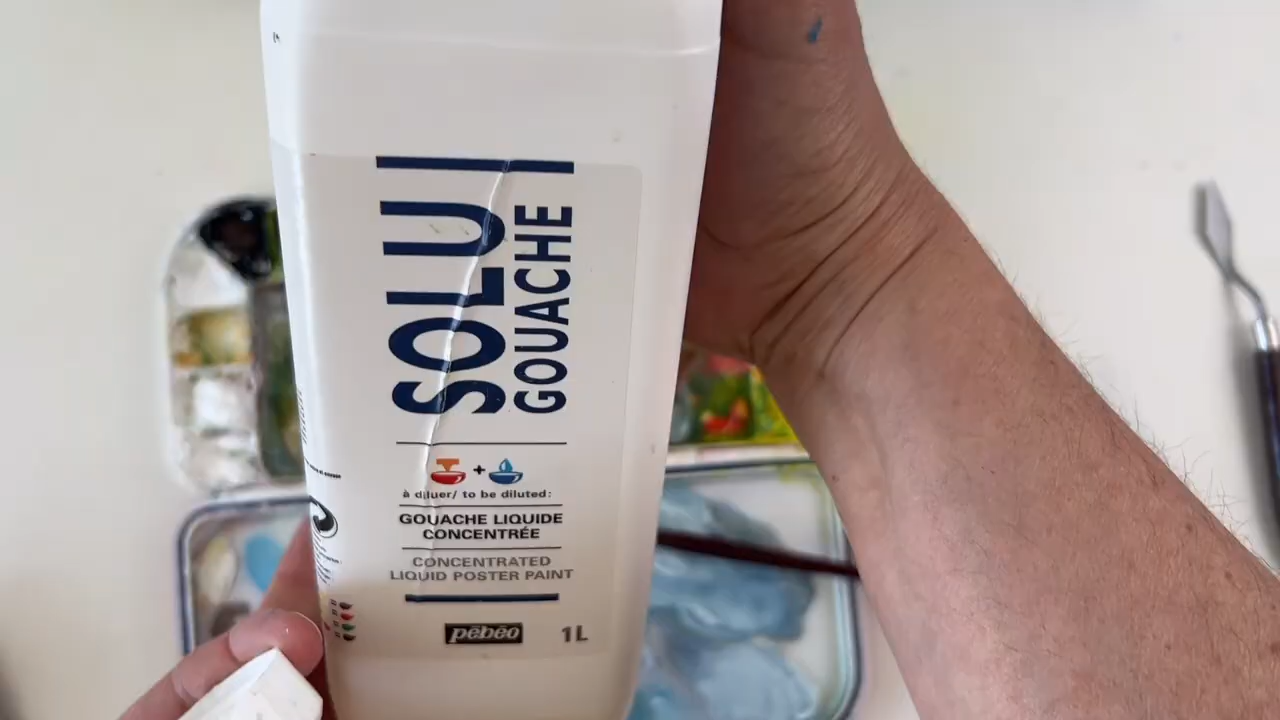 SOLU
GOUACHE
+
à diluer/ to be diluted:
GOUACHE LIQUIDE
CONCENTRÉE
CONCENTRATED
LIQUID POSTER PAINT
pébéo
1L